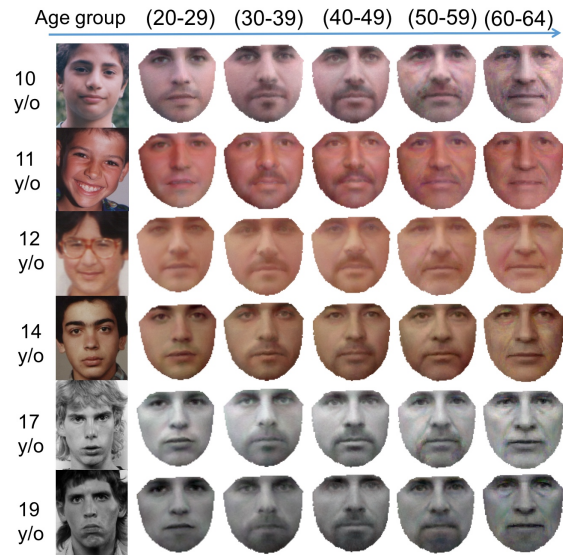 Age group (20-29) (30-39) (40-49) (50-59) (60-64)
10
y/o
11
y/o
12
y/o
14
y/o
17
y/o
19
y/o